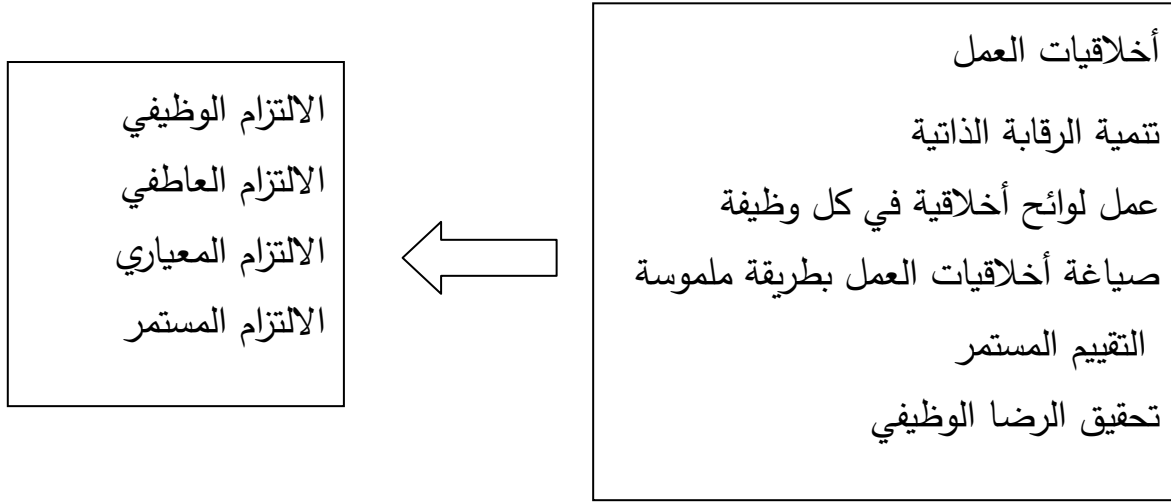 أخلاقيات العمل
تنمية الرقابة الذاتية
عمل لوائح أخلاقية في كل وظيفة
صياغة أخلاقيات العمل بطريقة ملموسة
التقييم المستمر
تحقيق الرضا الوظيفي
الالتزام الوظيفي
الالتزام العاطفي
الالتزام المعياري
الالتزام المستمر